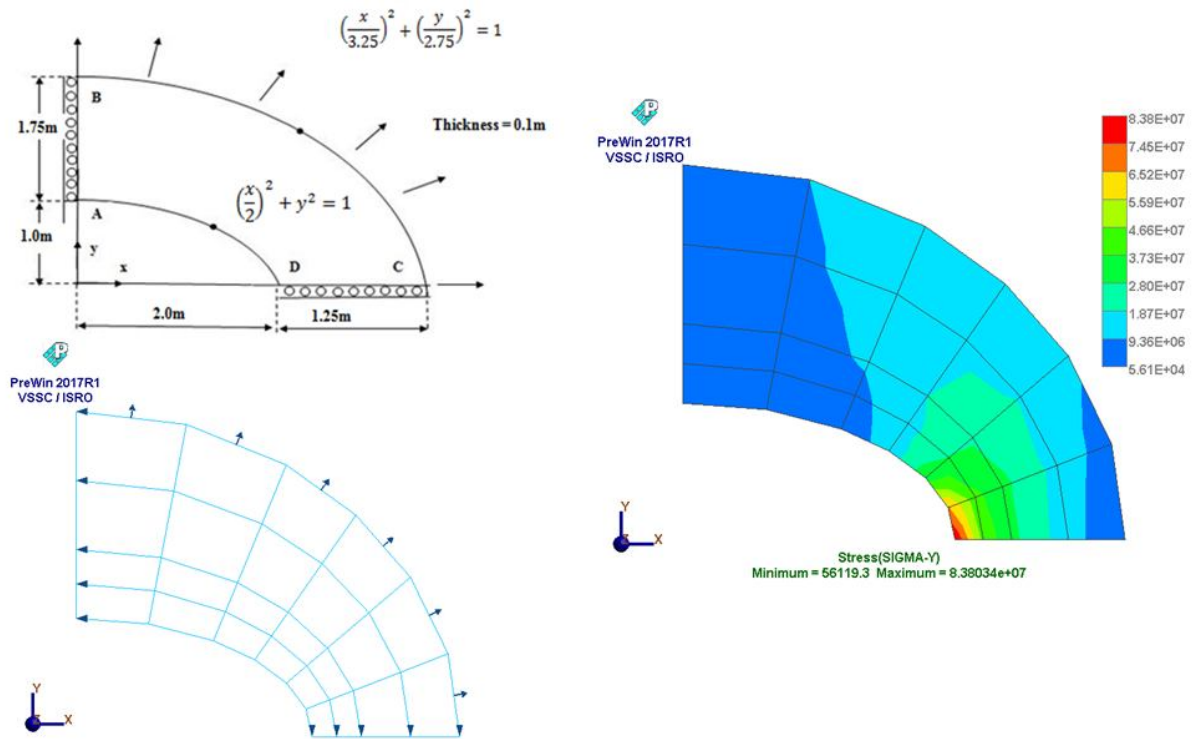 (x/3.25)² + (y/2.75)² = 1
B
1.75m
Thickness = 0.1m
(x/2)² + y² = 1
A
1.0m
y
x
D
C
2.0m
1.25m
PreWin 2017R1
VSSC / ISRO
Y
X
PreWin 2017R1
VSSC / ISRO
8.38E+07
7.45E+07
6.52E+07
5.59E+07
4.66E+07
3.73E+07
2.80E+07
1.87E+07
9.36E+06
5.61E+04
Y
X
Stress(SIGMA-Y)
Minimum = 56119.3 Maximum = 8.38034e+07